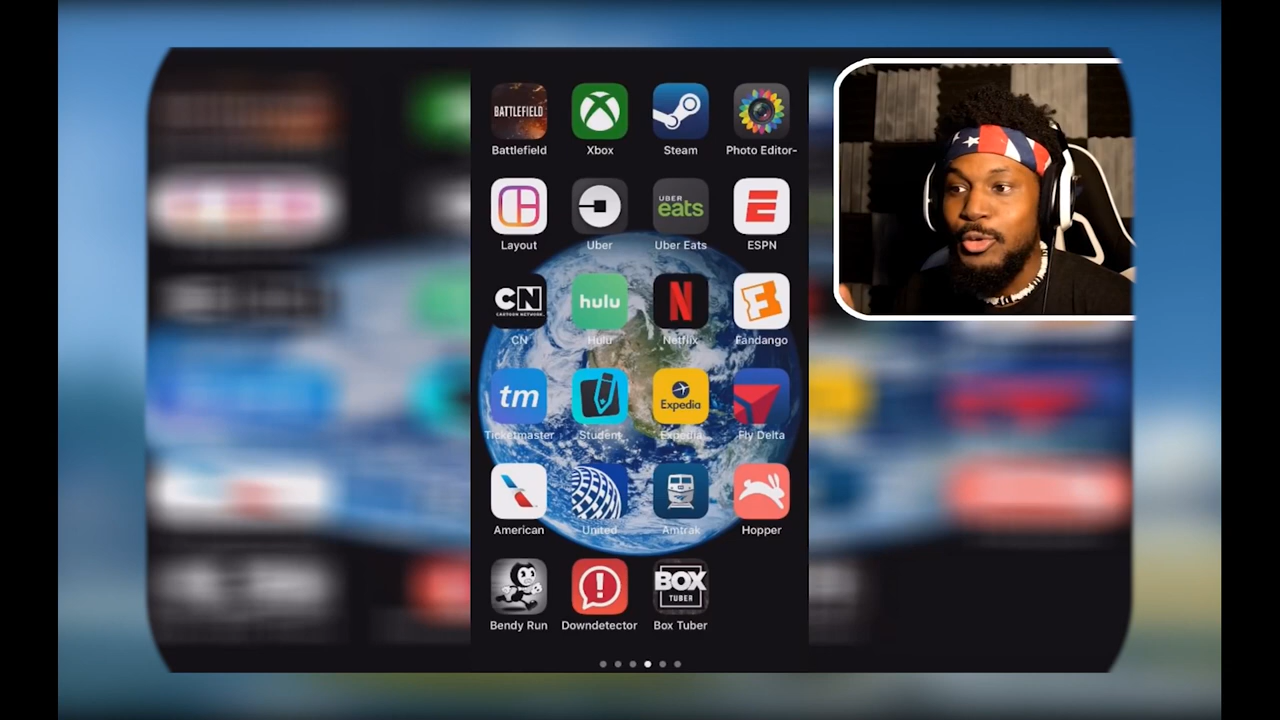 BATTLEFIELD
Battlefield
Xbox
Steam
Photo Editor-
UBER
eats
Layout
Uber
Uber Eats
ESPN
CN
CARTOON NETWORK
hulu
N
F
CN
Hulu
Netflix
Fandango
tm
Expedia
Ticketmaster
Student
Expedia
Fly Delta
American
United
Amtrak
Hopper
BOX
TUBER
Bendy Run
Downdetector
Box Tuber